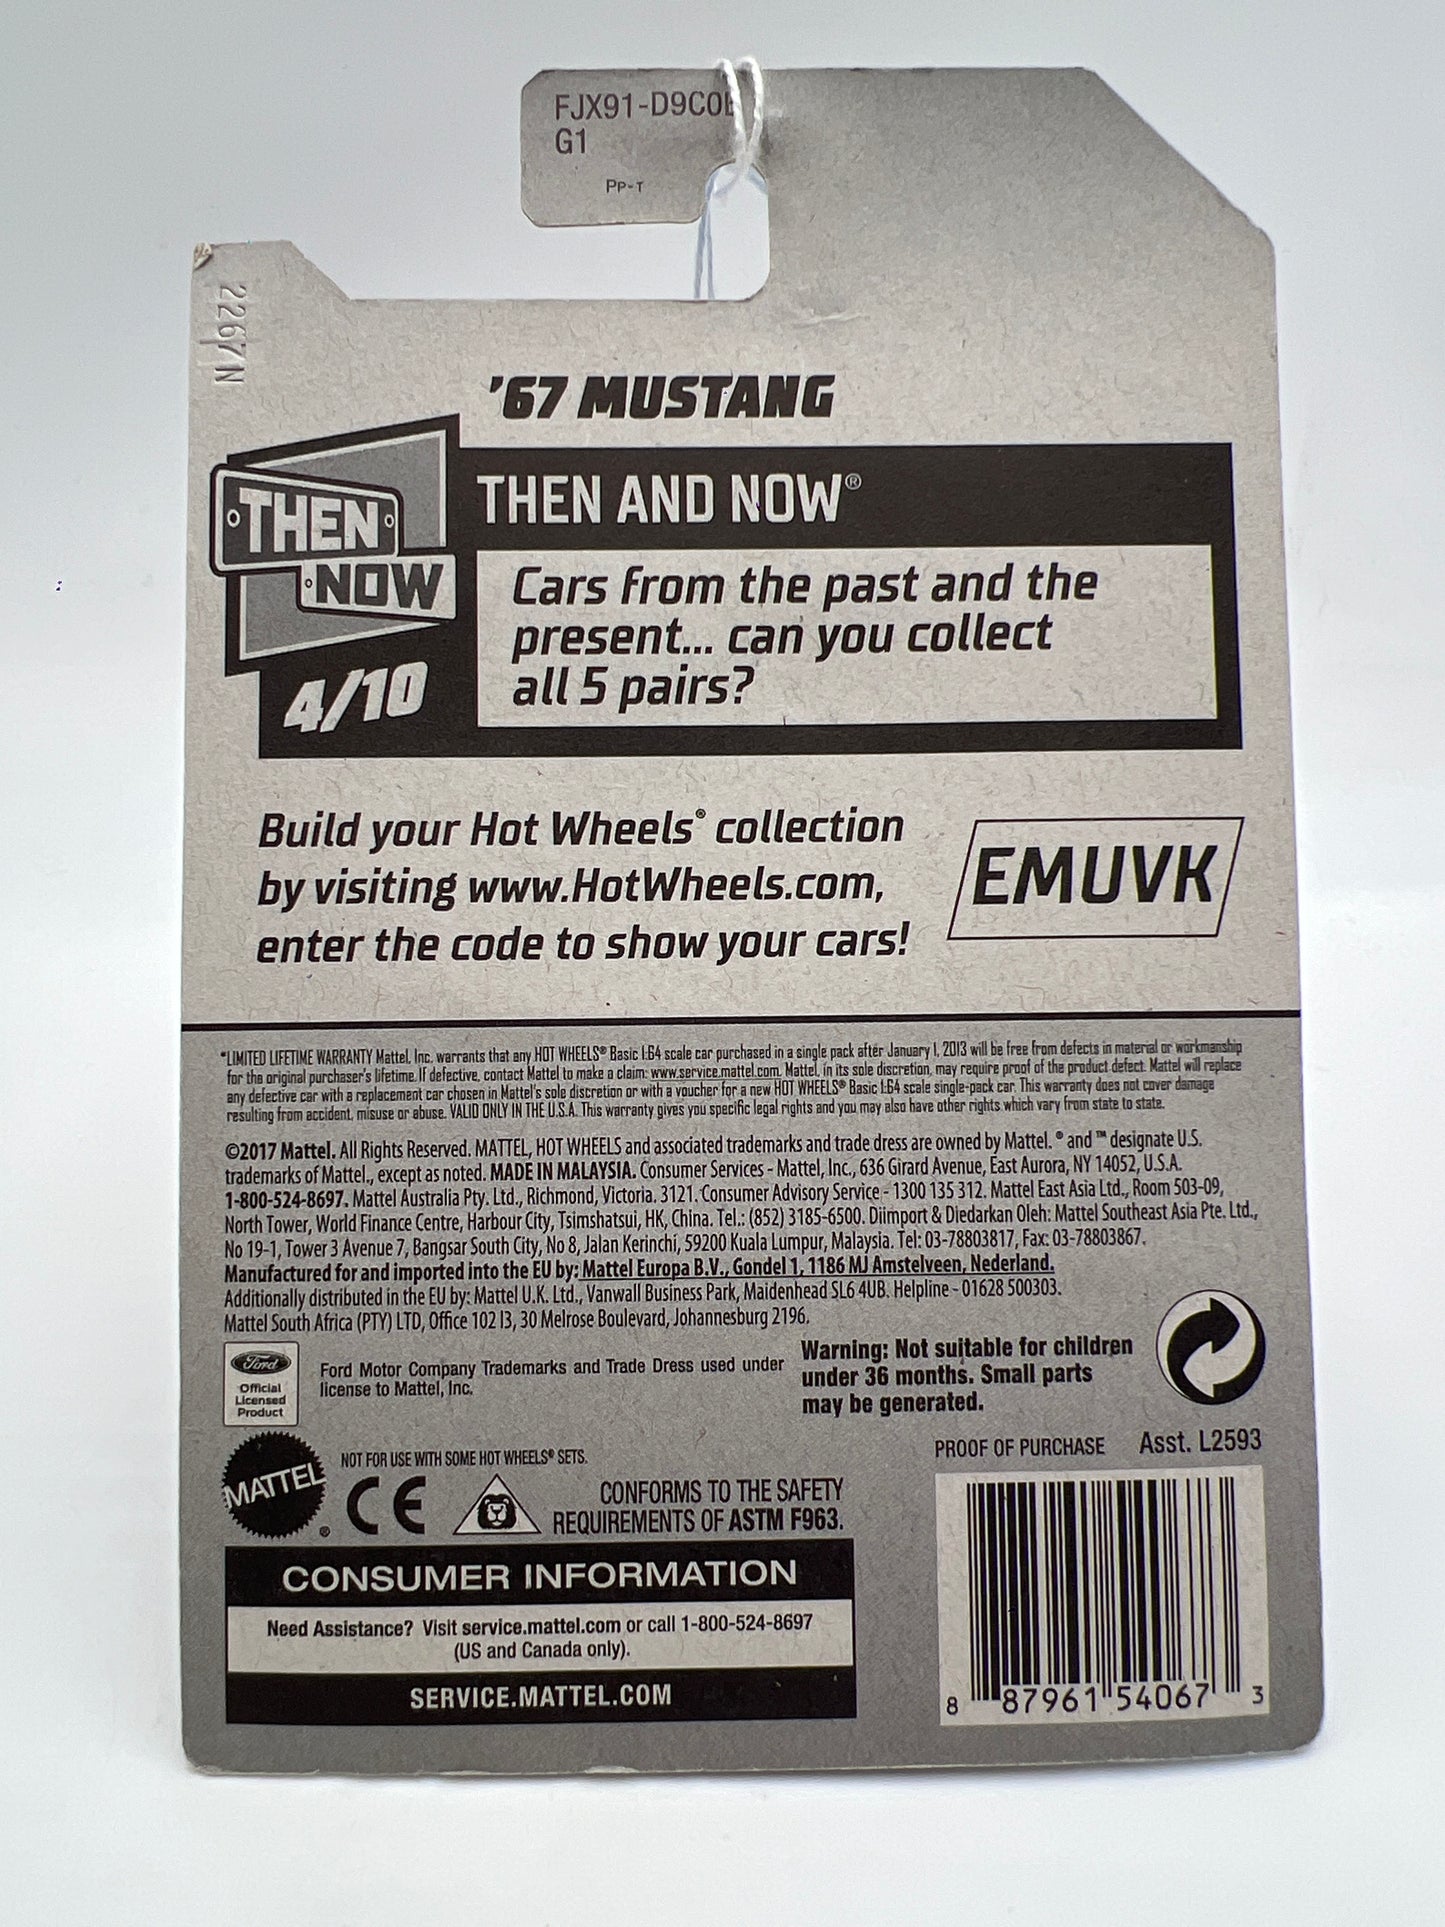 FJX91-D9C0
G1
PP-T
2267 N
'67 MUSTANG
THEN
NOW
4/10
THEN AND NOW®
Cars from the past and the
present... can you collect
all 5 pairs?
Build your Hot Wheels® collection
by visiting www.HotWheels.com,
enter the code to show your cars!
EMUVK
*LIMITED LIFETIME WARRANTY Mattel, Inc. warrants that any HOT WHEELS® Basic 1:64 scale car purchased in a single pack after January 1, 2013 will be free from defects in material or workmanship
for the original purchaser's lifetime. If defective, contact Mattel to make a claim: www.service.mattel.com. Mattel, in its sole discretion, may require proof of the product defect. Mattel will replace
any defective car with a replacement car chosen in Mattel's sole discretion or with a voucher for a new HOT WHEELS® Basic 1:64 scale single-pack car. This warranty does not cover damage
resulting from accident, misuse or abuse. VALID ONLY IN THE U.S.A. This warranty gives you specific legal rights and you may also have other rights which vary from state to state.
©2017 Mattel. All Rights Reserved. MATTEL, HOT WHEELS and associated trademarks and trade dress are owned by Mattel. ® and ™ designate U.S.
trademarks of Mattel., except as noted. MADE IN MALAYSIA. Consumer Services - Mattel, Inc., 636 Girard Avenue, East Aurora, NY 14052, U.S.A.
1-800-524-8697. Mattel Australia Pty. Ltd., Richmond, Victoria. 3121. Consumer Advisory Service - 1300 135 312. Mattel East Asia Ltd., Room 503-09,
North Tower, World Finance Centre, Harbour City, Tsimshatsui, HK, China. Tel.: (852) 3185-6500. Diimport & Diedarkan Oleh: Mattel Southeast Asia Pte. Ltd.,
No 19-1, Tower 3 Avenue 7, Bangsar South City, No 8, Jalan Kerinchi, 59200 Kuala Lumpur, Malaysia. Tel: 03-78803817, Fax: 03-78803867.
Manufactured for and imported into the EU by: Mattel Europa B.V., Gondel 1, 1186 MJ Amstelveen, Nederland.
Additionally distributed in the EU by: Mattel U.K. Ltd., Vanwall Business Park, Maidenhead SL6 4UB. Helpline - 01628 500303.
Mattel South Africa (PTY) LTD, Office 102 I3, 30 Melrose Boulevard, Johannesburg 2196.
Ford
Official
Licensed
Product
Ford Motor Company Trademarks and Trade Dress used under
license to Mattel, Inc.
Warning: Not suitable for children
under 36 months. Small parts
may be generated.
MATTEL®
NOT FOR USE WITH SOME HOT WHEELS® SETS.
CE
CONFORMS TO THE SAFETY
REQUIREMENTS OF ASTM F963.
PROOF OF PURCHASE Asst. L2593
CONSUMER INFORMATION
Need Assistance? Visit service.mattel.com or call 1-800-524-8697
(US and Canada only).
SERVICE.MATTEL.COM
8 87961 54067 3